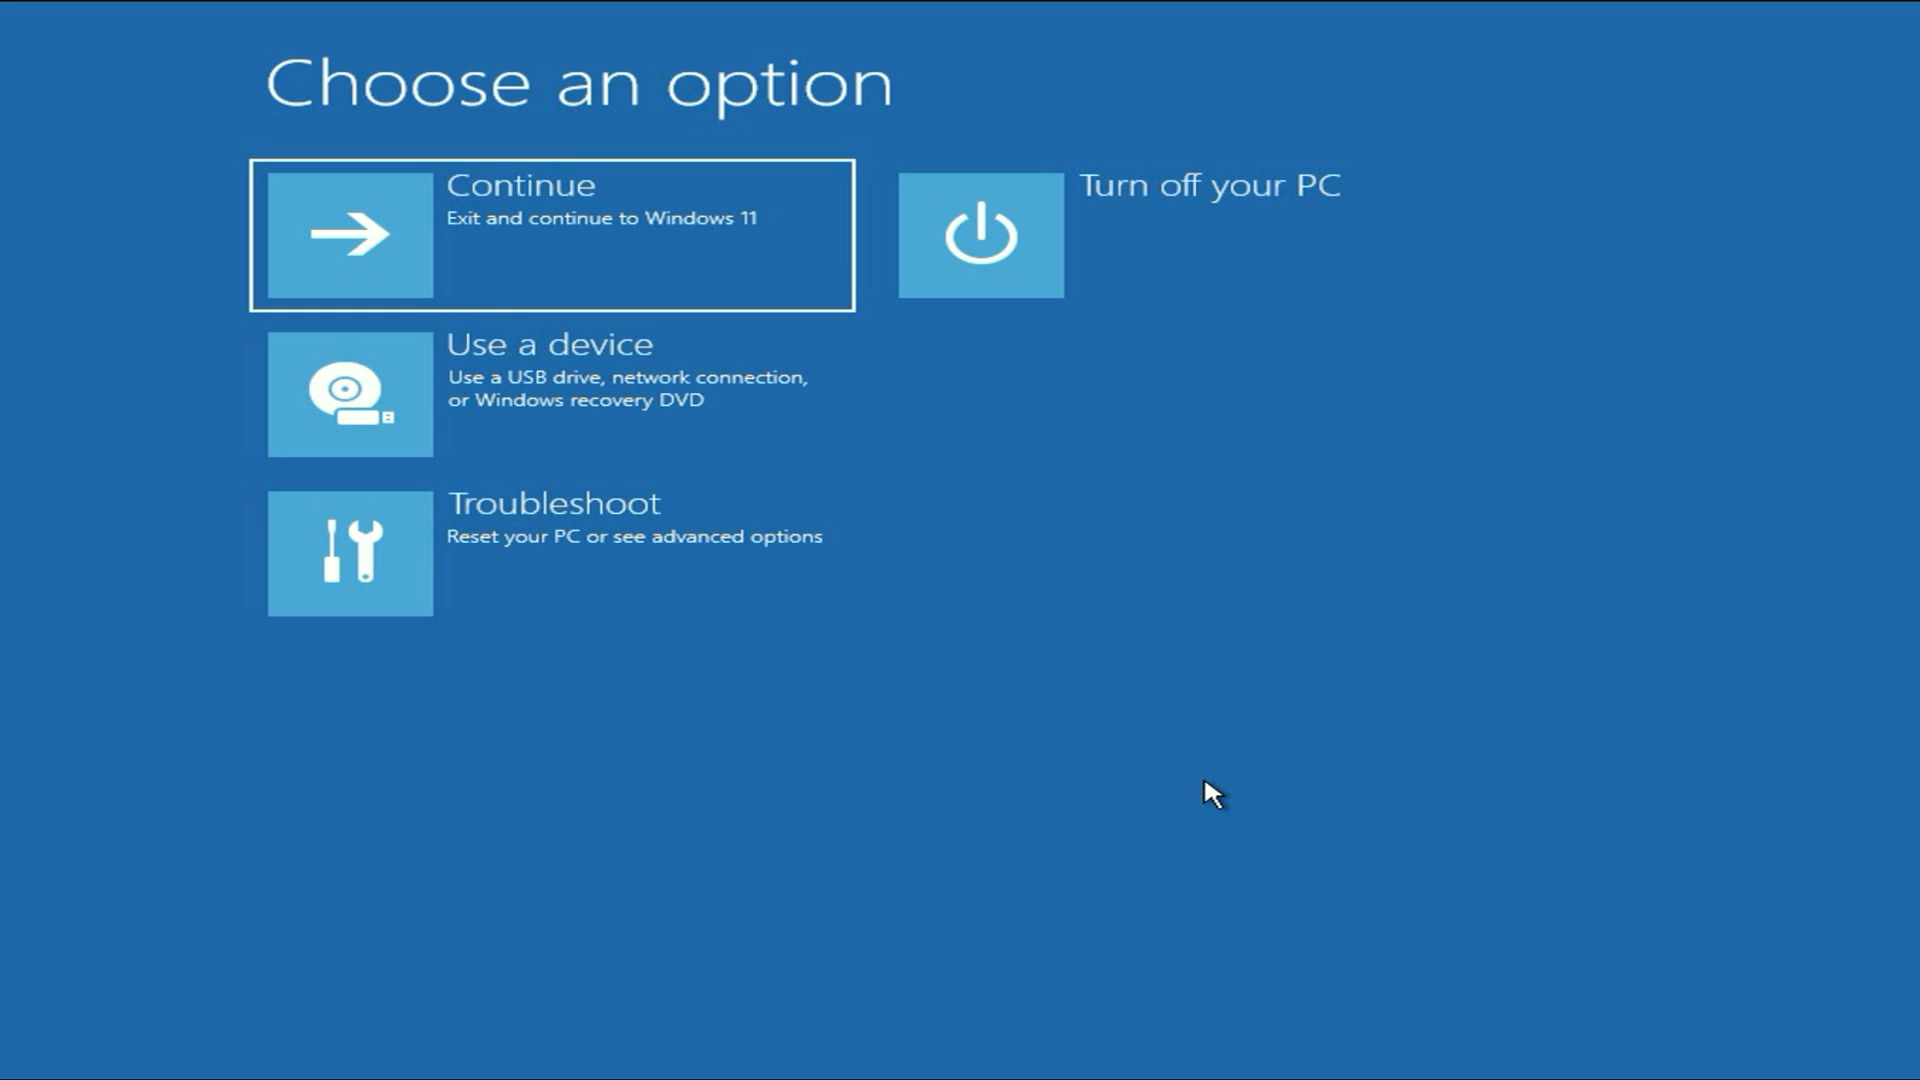 Choose an option
Continue
Exit and continue to Windows 11
Turn off your PC
Use a device
Use a USB drive, network connection,
or Windows recovery DVD
Troubleshoot
Reset your PC or see advanced options